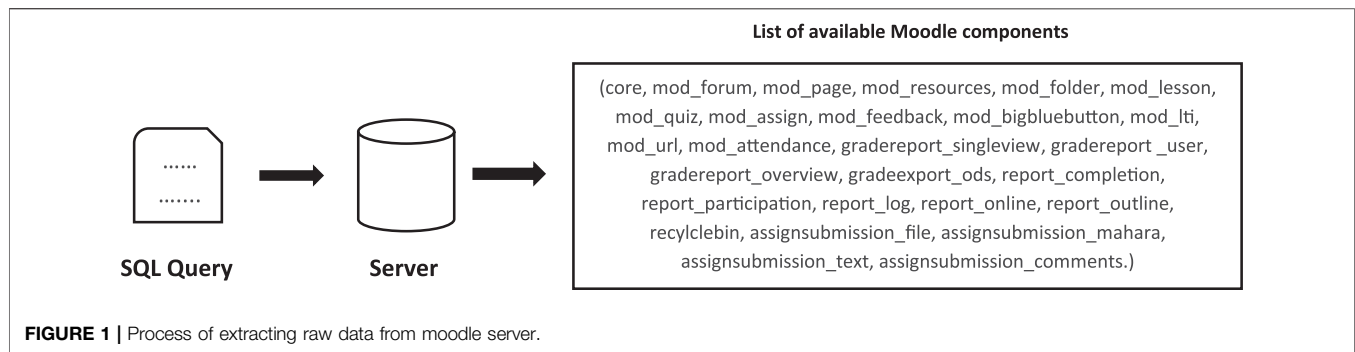 List of available Moodle components
(core, mod_forum, mod_page, mod_resources, mod_folder, mod_lesson,
mod_quiz, mod_assign, mod_feedback, mod_bigbluebutton, mod_lti,
mod_url, mod_attendance, gradereport_singleview, gradereport _user,
gradereport_overview, gradeexport_ods, report_completion,
report_participation, report_log, report_online, report_outline,
recylclebin, assignsubmission_file, assignsubmission_mahara,
assignsubmission_text, assignsubmission_comments.)
......
.......
SQL Query
Server
FIGURE 1 | Process of extracting raw data from moodle server.